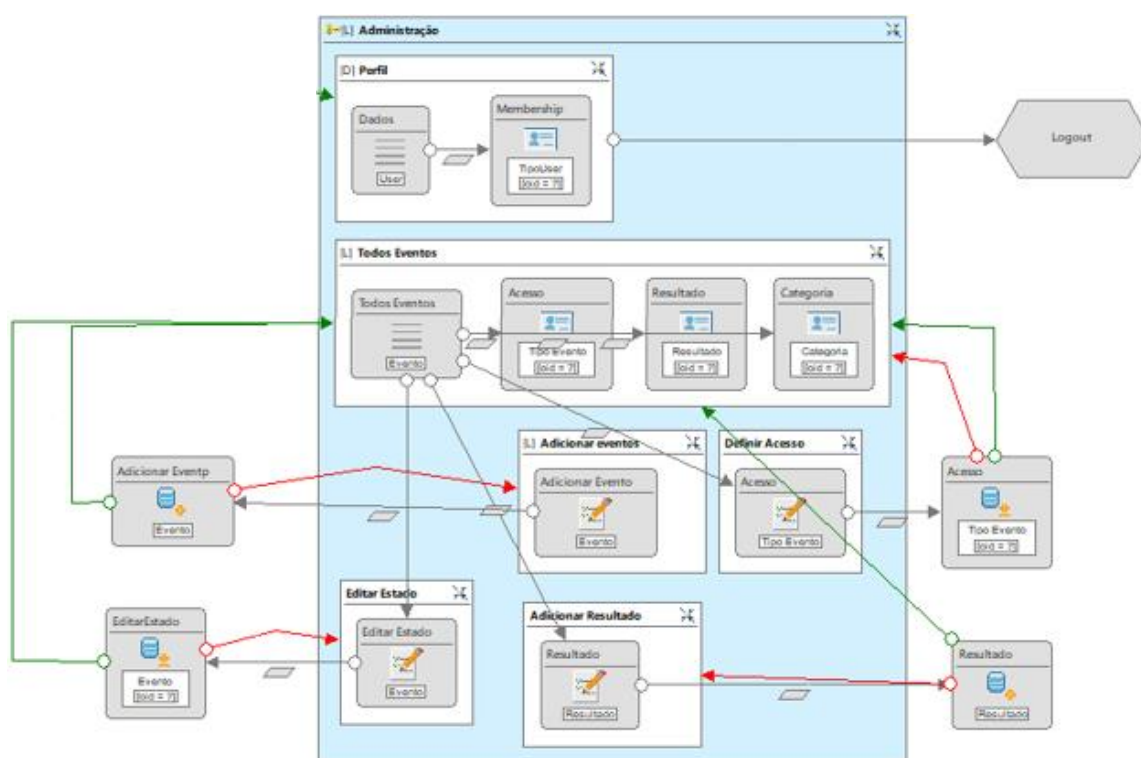 [L] Administração
[D] Perfil
Dados
User
Membership
TipoUser
[oid = ?]
Logout
[L] Todos Eventos
Todos Eventos
Evento
Acesso
Tipo Evento
[oid = ?]
Resultado
Resultado
[oid = ?]
Categoria
Categoria
[oid = ?]
Adicionar Eventp
Evento
[L] Adicionar eventos
Adicionar Evento
Evento
Definir Acesso
Acesso
Tipo Evento
Acesso
Tipo Evento
[oid = ?]
EditarEstado
Evento
[oid = ?]
Editar Estado
Editar Estado
Evento
Adicionar Resultado
Resultado
Resultado
Resultado
Resultado